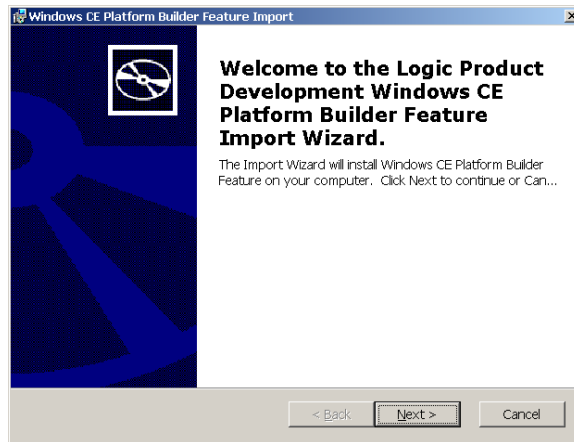 Windows CE Platform Builder Feature Import
Welcome to the Logic Product
Development Windows CE
Platform Builder Feature
Import Wizard.
The Import Wizard will install Windows CE Platform Builder
Feature on your computer. Click Next to continue or Can...
< Back
Next >
Cancel